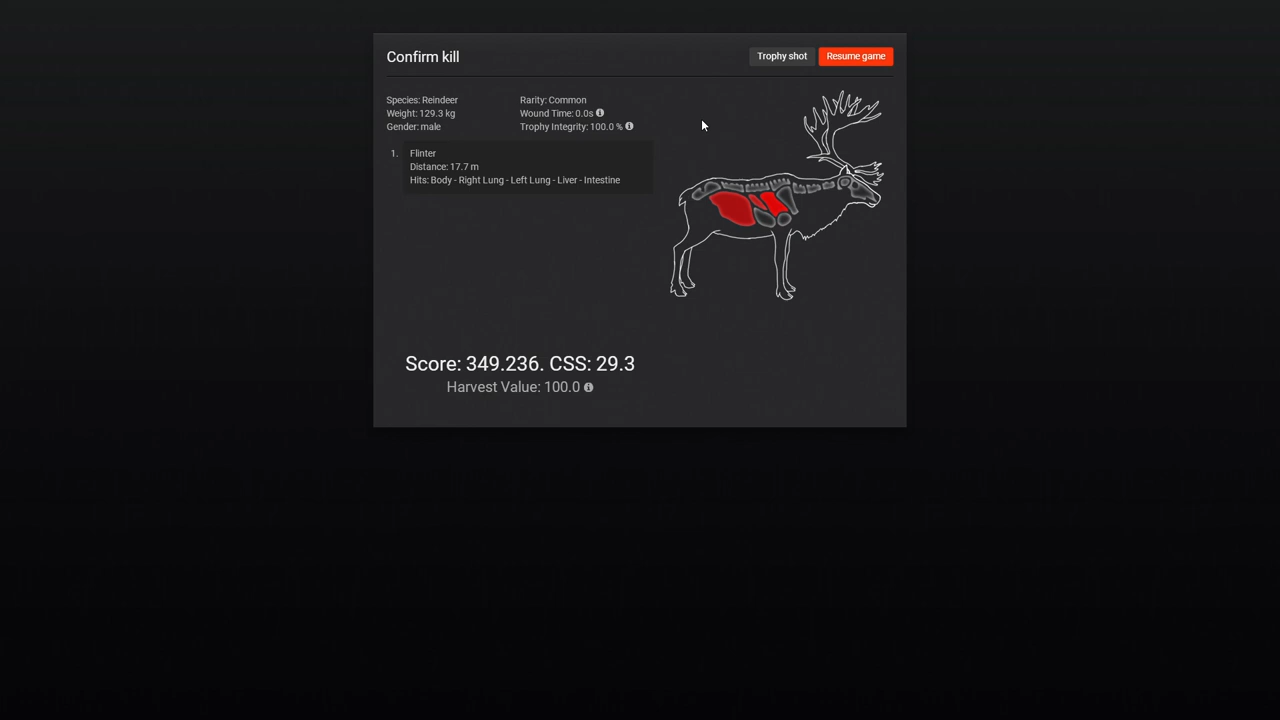 Confirm kill
Trophy shot
Resume game
Species: Reindeer
Weight: 129.3 kg
Gender: male
Rarity: Common
Wound Time: 0.0s
Trophy Integrity: 100.0 %
1. Flinter
Distance: 17.7 m
Hits: Body - Right Lung - Left Lung - Liver - Intestine
Score: 349.236. CSS: 29.3
Harvest Value: 100.0